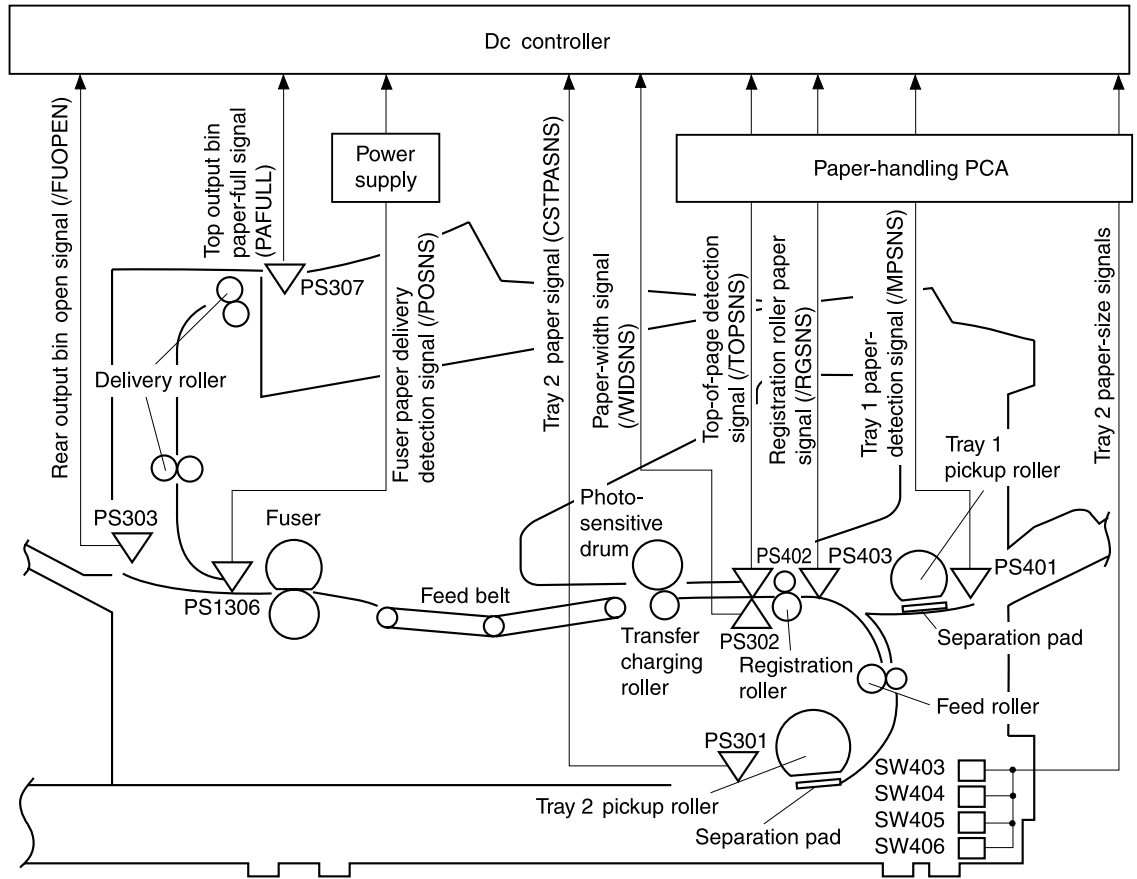 Dc controller
Rear output bin open signal (/FUOPEN)
Top output bin
paper-full signal
(PAFULL)
Power
supply
Fuser paper delivery
detection signal (/POSNS)
Tray 2 paper signal (CSTPASNS)
Paper-width signal
(/WIDSNS)
Top-of-page detection
signal (/TOPSNS)
Registration roller paper
signal (/RGSNS)
Paper-handling PCA
Tray 1 paper-
detection signal (/MPSNS)
Tray 2 paper-size signals
PS307
Delivery roller
Tray 1
pickup roller
PS303
Fuser
Photo-
sensitive
drum
PS402
PS403
PS401
PS1306
Feed belt
Transfer
charging
roller
PS302
Registration
roller
Separation pad
Feed roller
PS301
Tray 2 pickup roller
Separation pad
SW403
SW404
SW405
SW406